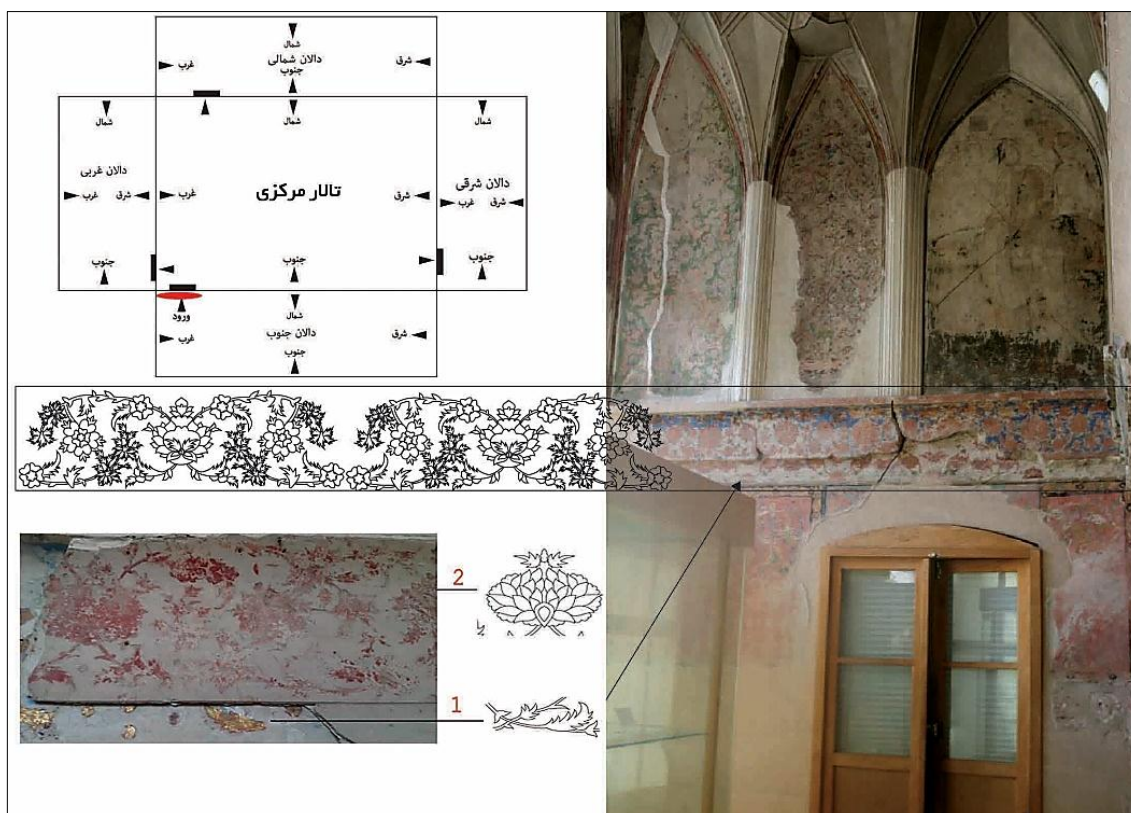 شمال
دالان شمالی
جنوب
غرب
شرق
شمال
شمال
شمال
دالان غربی
غرب
شرق
جنوب
غرب
تالار مرکزی
شرق
جنوب
دالان شرقی
غرب
شرق
جنوب
ورود
شمال
دالان جنوب
جنوب
غرب
شرق
2
1